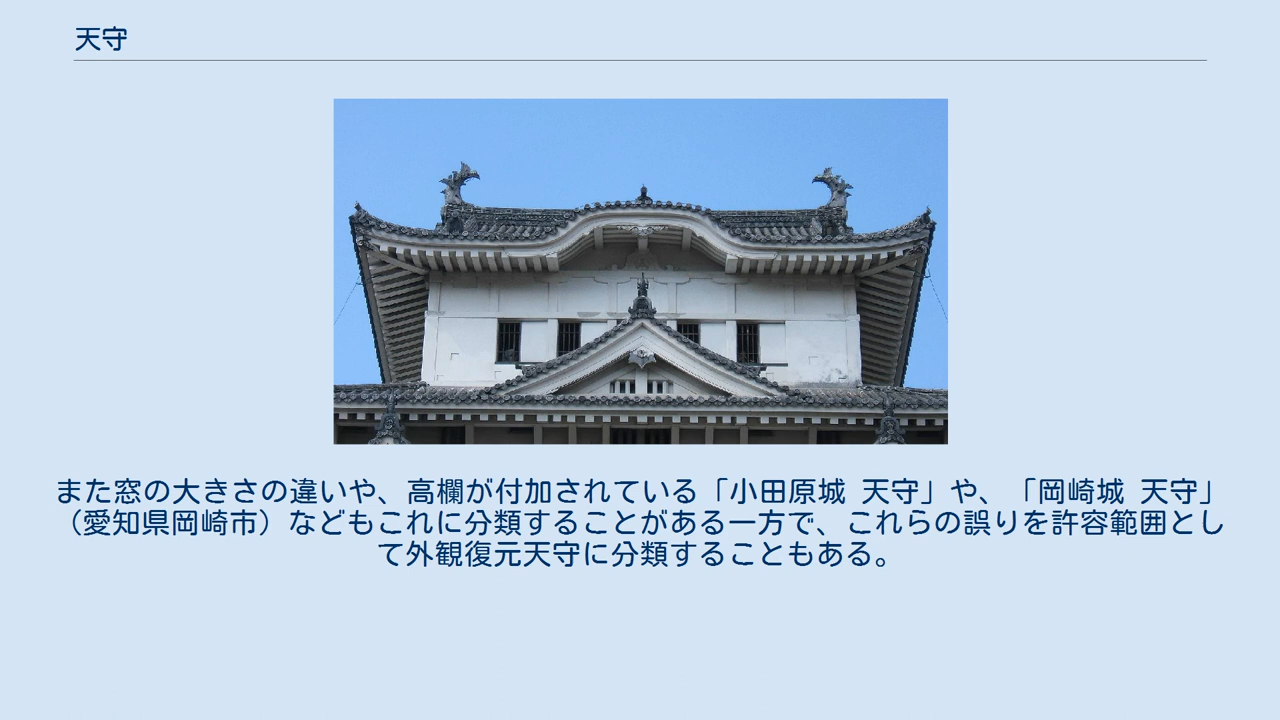 天守
また窓の大きさの違いや、高欄が付加されている「小田原城 天守」や、「岡崎城 天守」
（愛知県岡崎市）などもこれに分類することがある一方で、これらの誤りを許容範囲とし
て外観復元天守に分類することもある。